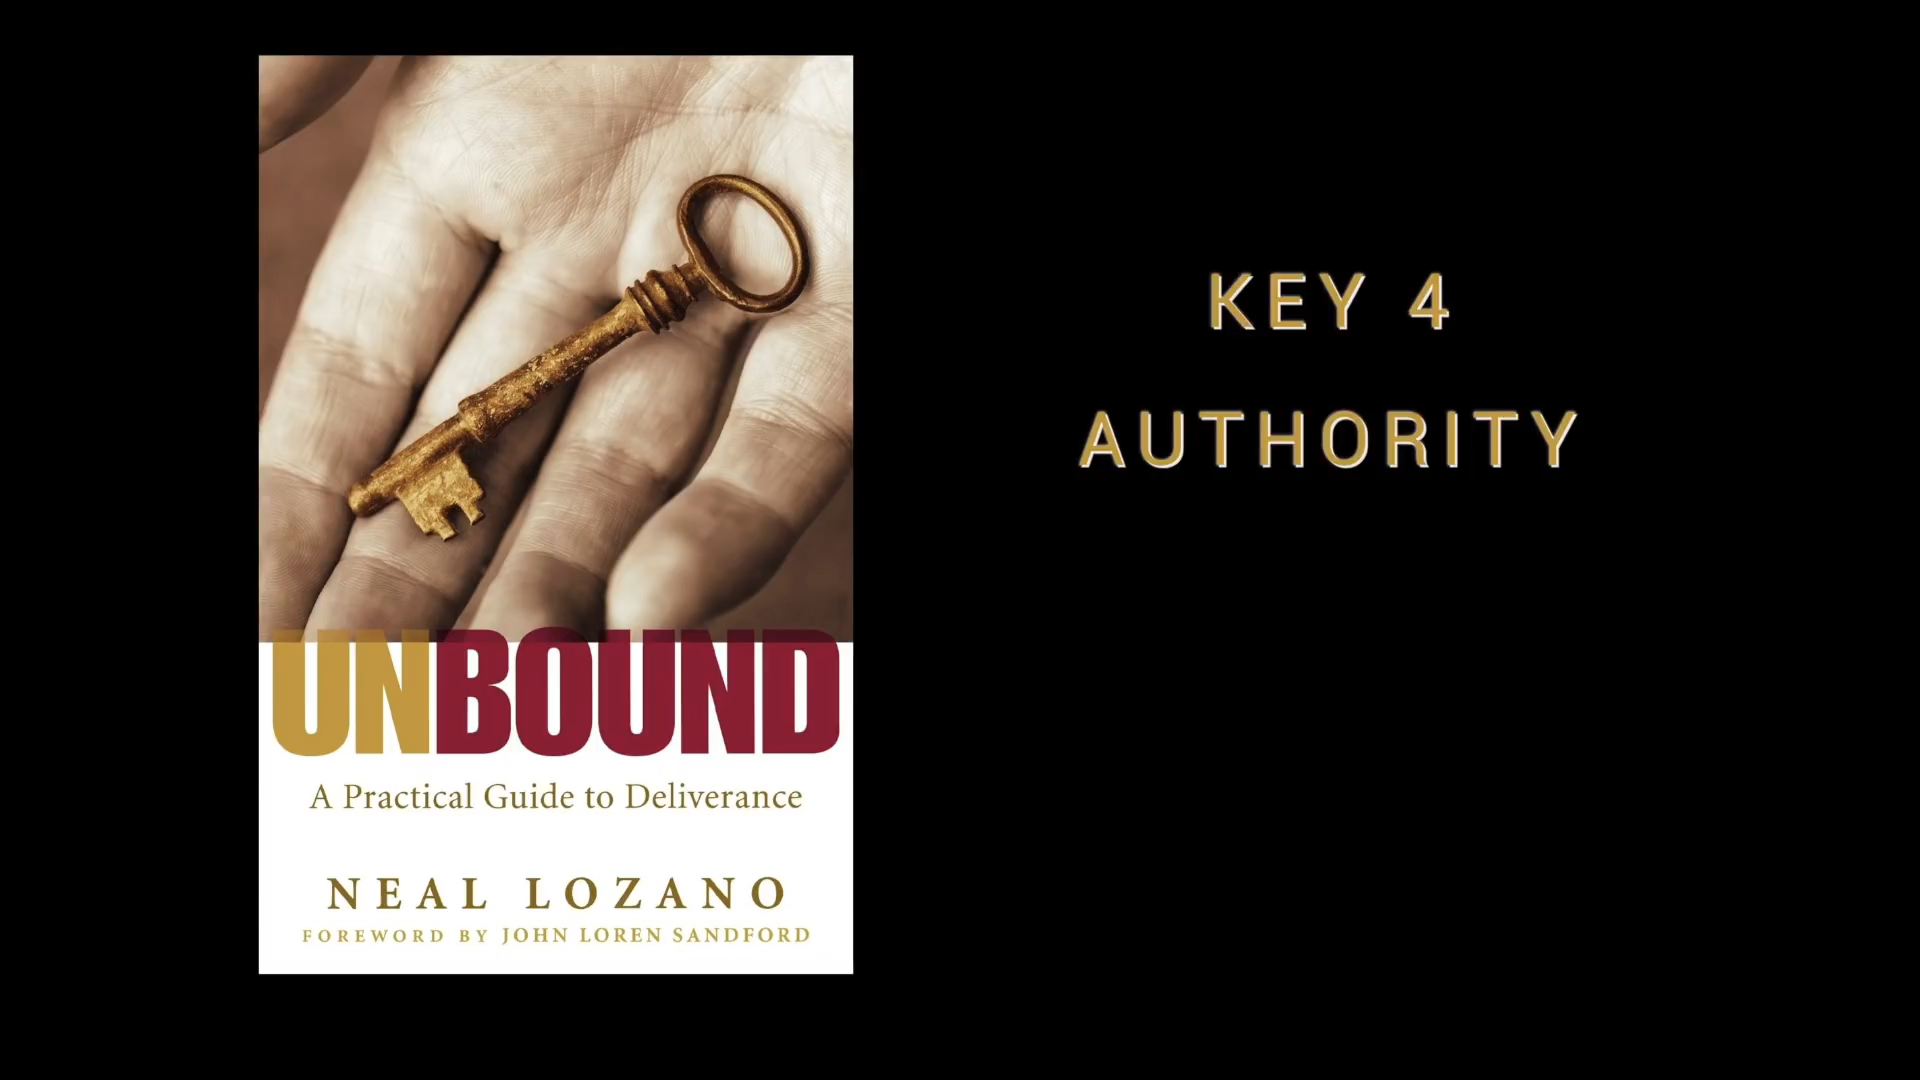 UNBOUND
A Practical Guide to Deliverance
NEAL LOZANO
FOREWORD BY JOHN LOREN SANDFORD
KEY 4
AUTHORITY